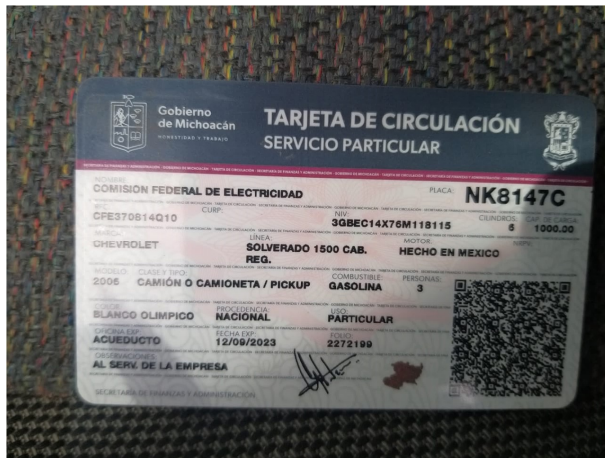 Gobierno
de Michoacán
HONESTIDAD Y TRABAJO
TARJETA DE CIRCULACIÓN
SERVICIO PARTICULAR
NOMBRE:
COMISION FEDERAL DE ELECTRICIDAD
PLACA: NK8147C
RFC: CURP: NIV: CILINDROS: CAP. DE CARGA:
CFE370814Q10 3GBEC14X76M118115 6 1000.00
MARCA: LÍNEA: MOTOR: NRPV:
CHEVROLET SOLVERADO 1500 CAB. HECHO EN MEXICO
REG.
MODELO: CLASE Y TIPO: COMBUSTIBLE: PERSONAS:
CAMIÓN O CAMIONETA / PICKUP GASOLINA 3
COLOR: PROCEDENCIA: USO:
BLANCO OLIMPICO NACIONAL PARTICULAR
OFICINA EXP: FECHA EXP: FOLIO:
ACUEDUCTO 12/09/2023 2272199
OBSERVACIONES:
AL SERV. DE LA EMPRESA
SECRETARÍA DE FINANZAS Y ADMINISTRACIÓN